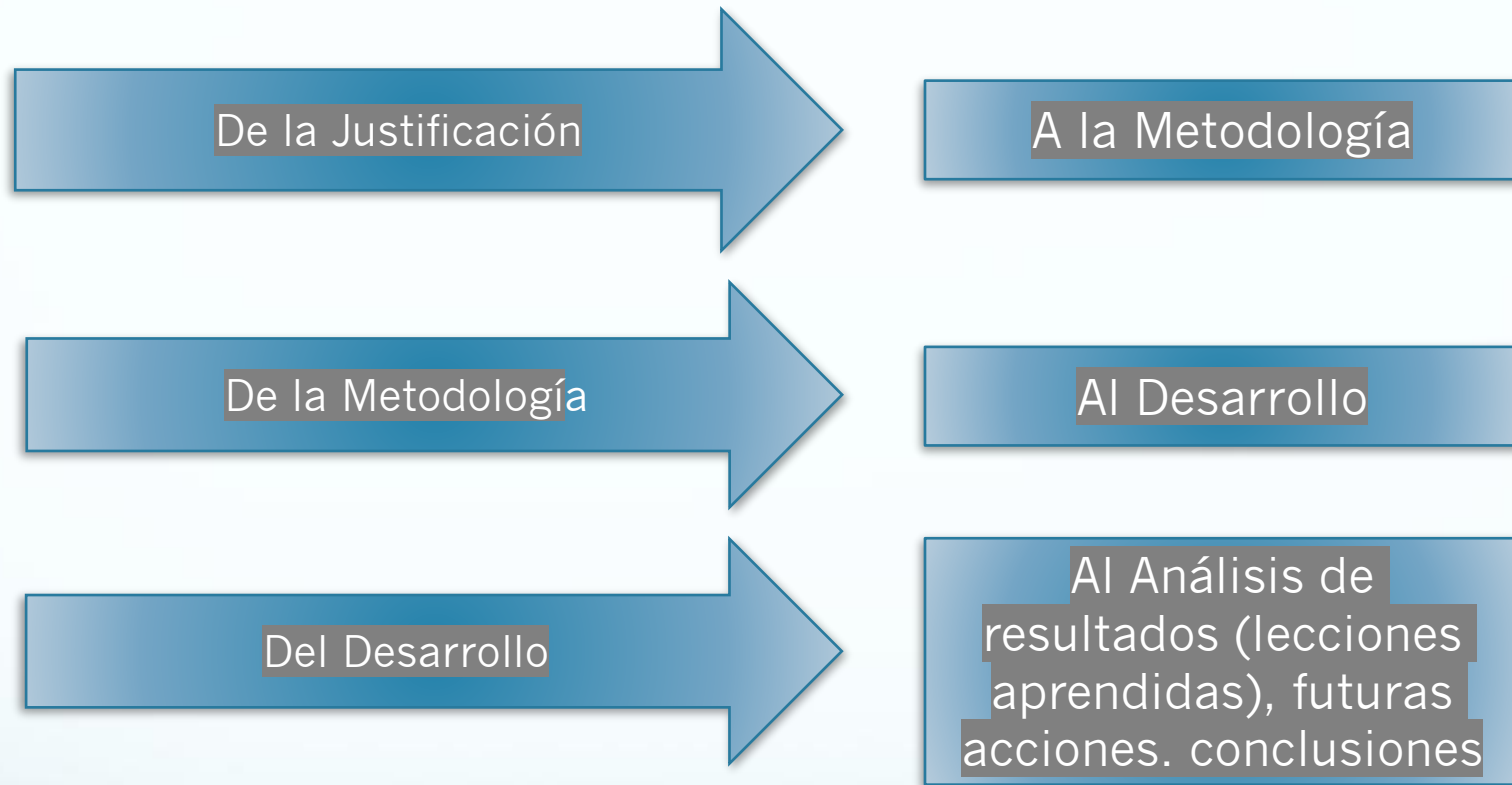 De la Justificación
A la Metodología
De la Metodología
Al Desarrollo
Del Desarrollo
Al Análisis de
resultados (lecciones
aprendidas), futuras
acciones. conclusiones